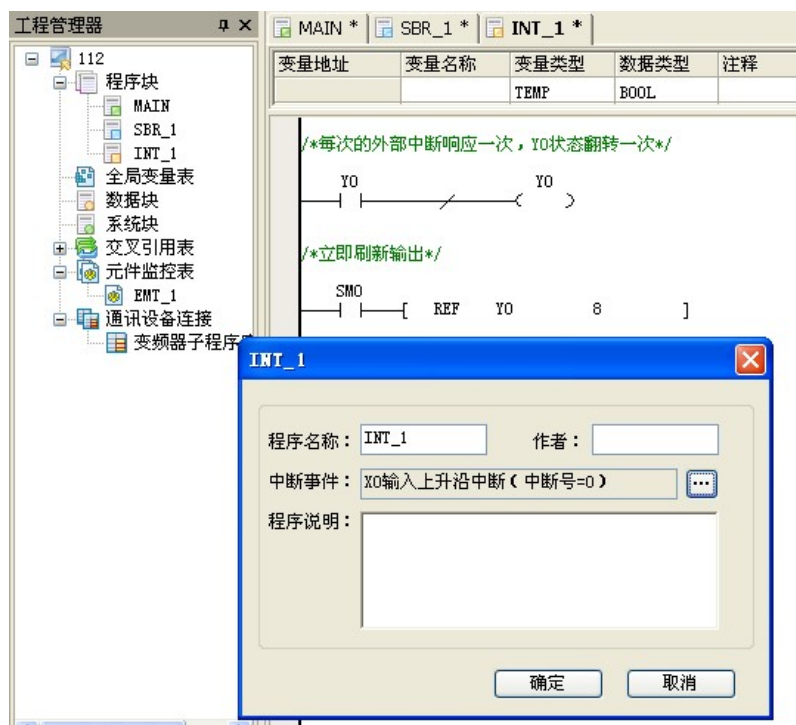 工程管理器
MAIN * SBR_1 * INT_1 *
112
程序块
MAIN
SBR_1
INT_1
全局变量表
数据块
系统块
交叉引用表
元件监控表
EMT_1
通讯设备连接
变频器子程序
变量地址 变量名称 变量类型 数据类型 注释
TEMP BOOL
/*每次的外部中断响应一次，Y0状态翻转一次*/
Y0 Y0
/*立即刷新输出*/
SM0
[ REF Y0 8 ]
INT_1
程序名称： INT_1 作者：
中断事件： X0输入上升沿中断(中断号=0) ...
程序说明：
确定 取消